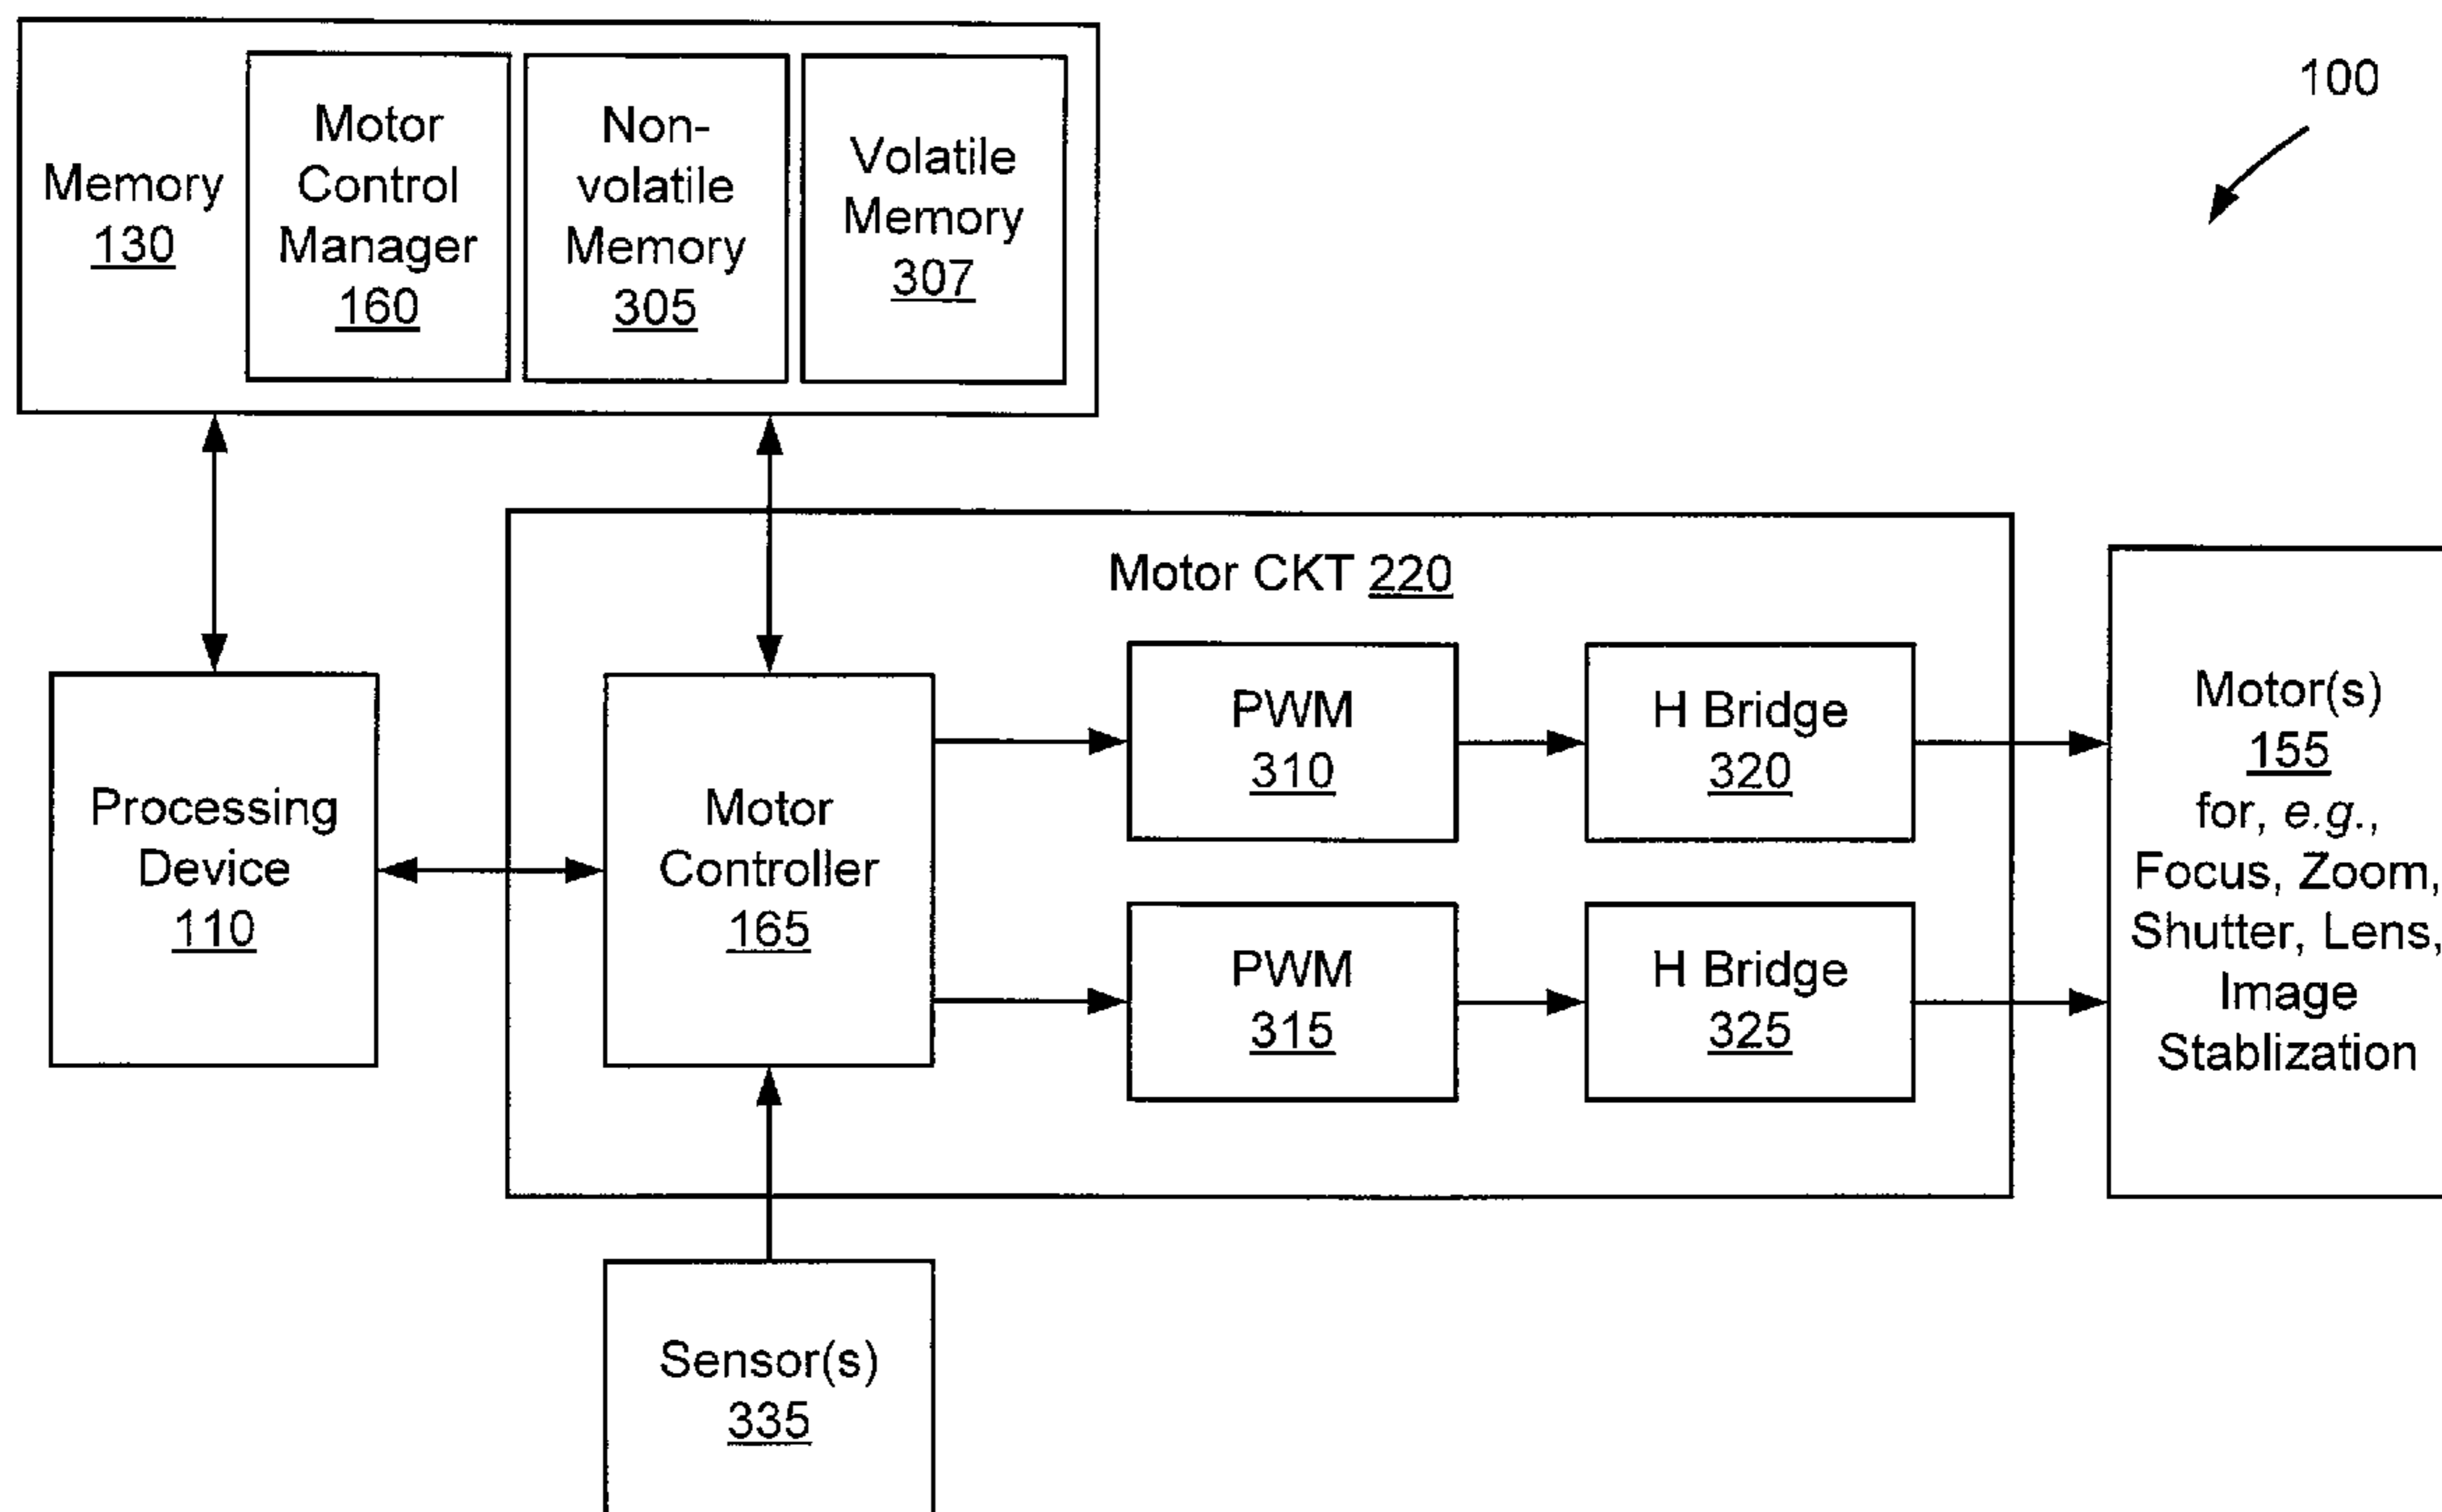 100
Memory
130
Motor
Control
Manager
160
Non-
volatile
Memory
305
Volatile
Memory
307
Motor CKT 220
Processing
Device
110
Motor
Controller
165
PWM
310
H Bridge
320
PWM
315
H Bridge
325
Motor(s)
155
for, e.g.,
Focus, Zoom,
Shutter, Lens,
Image
Stablization
Sensor(s)
335